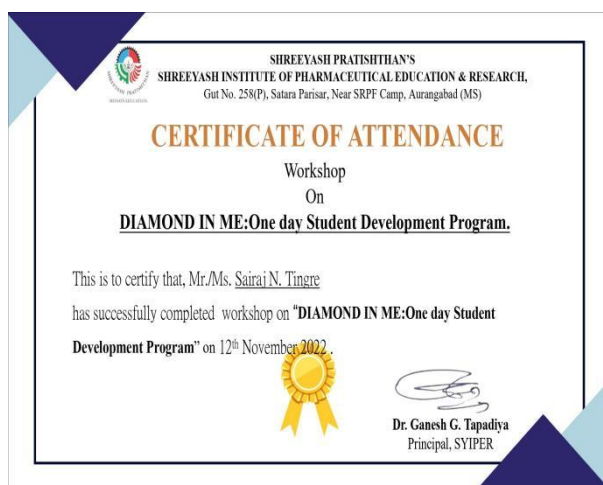 SHREEYASH PRATISHTHAN'S
SHREEYASH INSTITUTE OF PHARMACEUTICAL EDUCATION & RESEARCH,
Gut No. 258(P), Satara Parisar, Near SRPF Camp, Aurangabad (MS)
CERTIFICATE OF ATTENDANCE
Workshop
On
DIAMOND IN ME:One day Student Development Program.
This is to certify that, Mr./Ms. Sairaj N. Tingre
has successfully completed workshop on "DIAMOND IN ME:One day Student
Development Program" on 12th November 2022 .
Dr. Ganesh G. Tapadiya
Principal, SYIPER